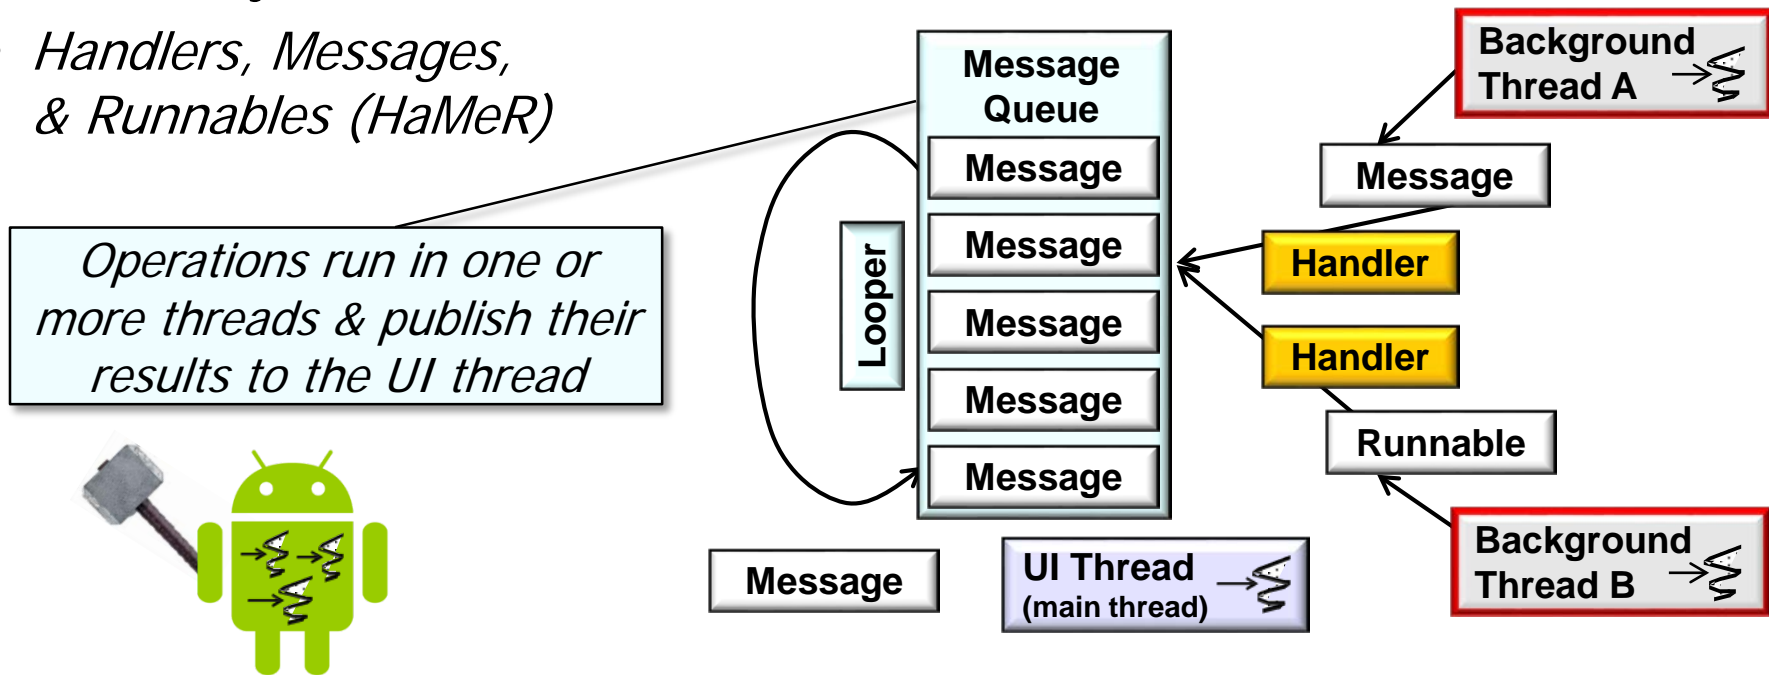 Handlers, Messages,
& Runnables (HaMeR)
Operations run in one or
more threads & publish their
results to the UI thread
Message
Queue
Message
Message
Message
Message
Message
Looper
Message
UI Thread
(main thread)
Background
Thread A
Message
Handler
Handler
Runnable
Background
Thread B